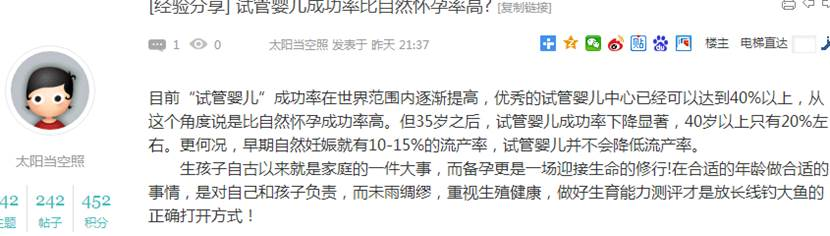 [经验分享] 试管婴儿成功率比自然怀孕率高? [复制链接]
1 0 太阳当空照 发表于 昨天 21:37 楼主 电梯直达
目前“试管婴儿”成功率在世界范围内逐渐提高，优秀的试管婴儿中心已经可以达到40%以上，从
这个角度说是比自然怀孕成功率高。但35岁之后，试管婴儿成功率下降显著，40岁以上只有20%左
右。更何况，早期自然妊娠就有10-15%的流产率，试管婴儿并不会降低流产率。
生孩子自古以来就是家庭的一件大事，而备孕更是一场迎接生命的修行!在合适的年龄做合适的
事情，是对自己和孩子负责，而未雨绸缪，重视生殖健康，做好生育能力测评才是放长线钓大鱼的
正确打开方式！
太阳当空照
42 242 452
主题 帖子 积分